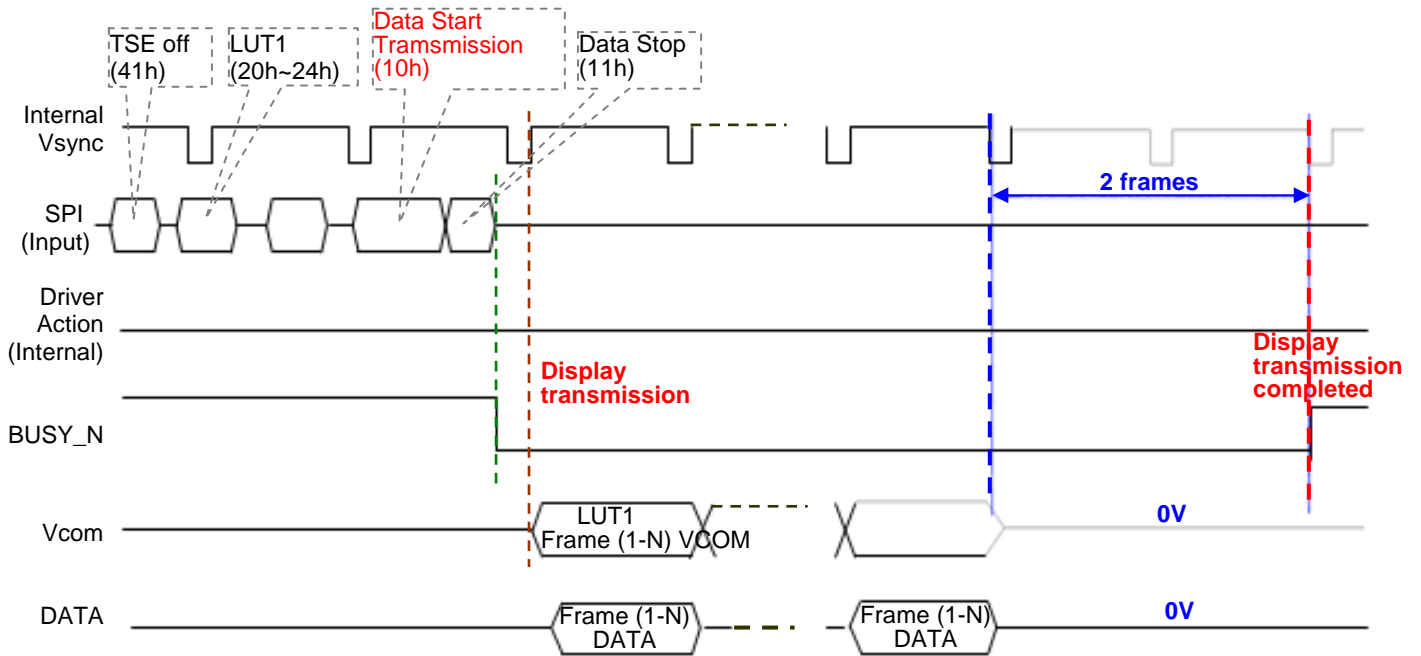 TSE off
(41h)
LUT1
(20h~24h)
Data Start
Tramsmission
(10h)
Data Stop
(11h)
Internal
Vsync
2 frames
SPI
(Input)
Driver
Action
(Internal)
Display
transmission
Display
transmission
completed
BUSY_N
Vcom
LUT1
Frame (1-N) VCOM
0V
DATA
Frame (1-N)
DATA
Frame (1-N)
DATA
0V